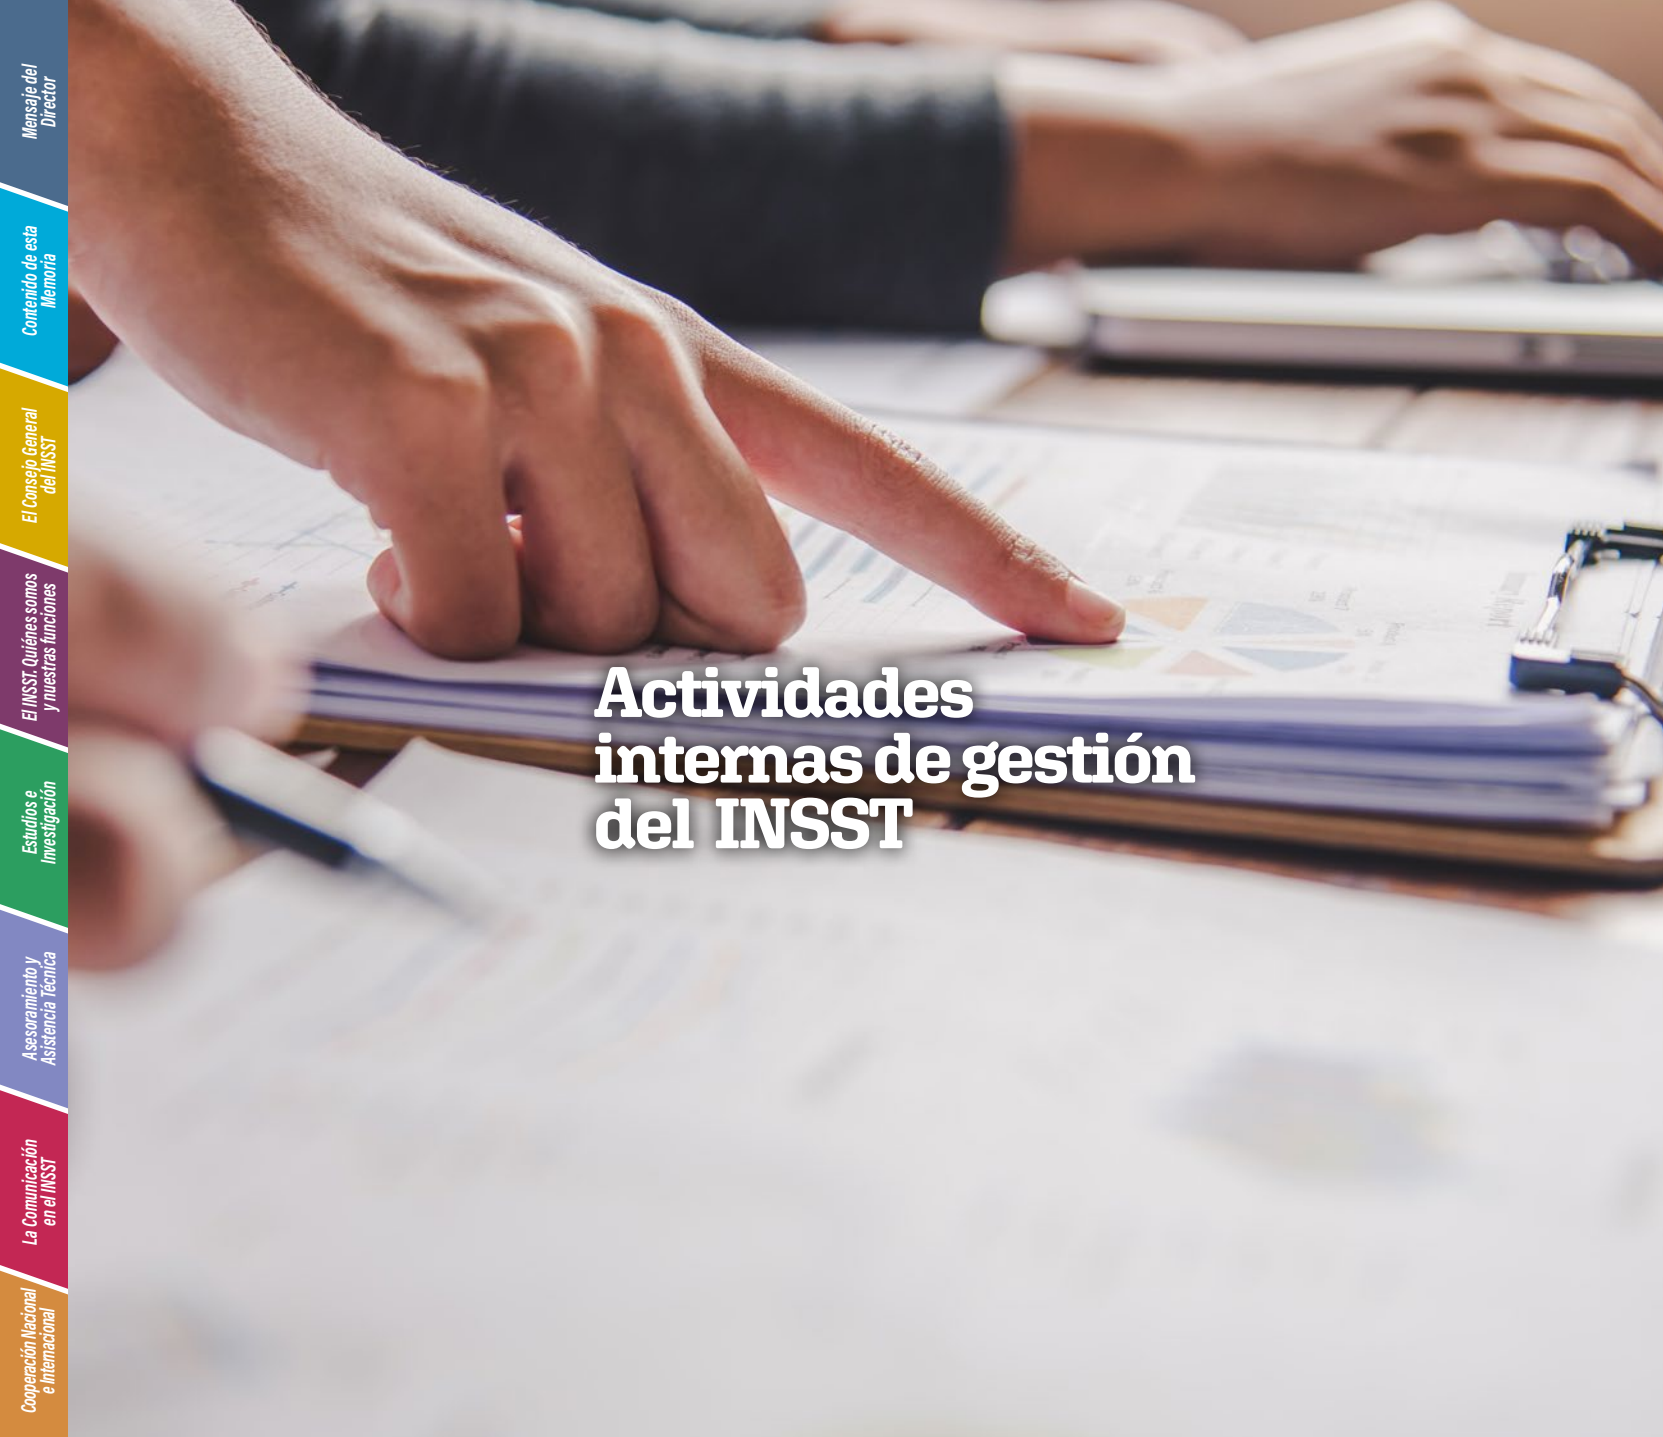 Mensaje del
Director
Contenido de esta
Memoria
El Consejo General
del INSST
El INSST. Quiénes somos
y nuestras funciones
Estudios e
Investigación
Asesoramiento y
Asistencia Técnica
La Comunicación
en el INSST
Cooperación Nacional
e Internacional
Actividades
internas de gestión
del INSST